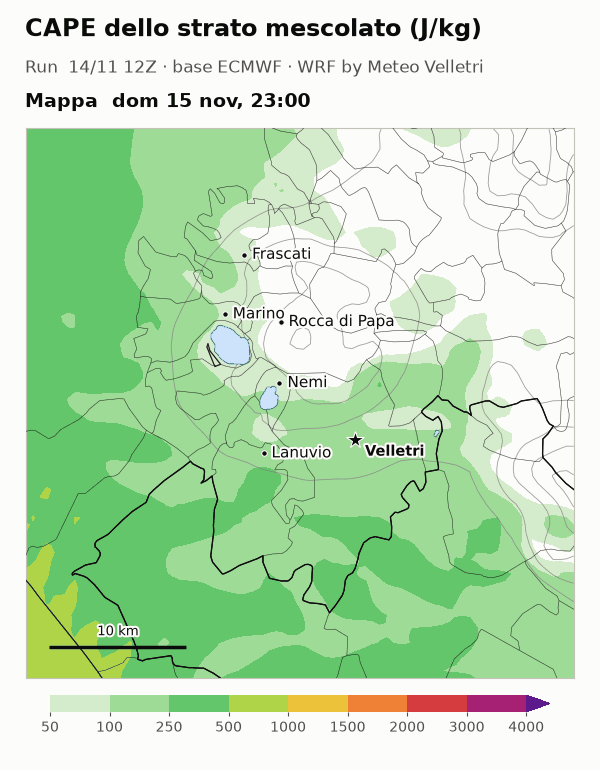 CAPE dello strato mescolato (J/kg)
Run  14/11 12Z · base ECMWF · WRF by Meteo Velletri
Mappa  dom 15 nov, 23:00
Frascati
Marino
Rocca di Papa
Nemi
Velletri
Lanuvio
10 km
50 100 250 500 1000 1500 2000 3000 4000